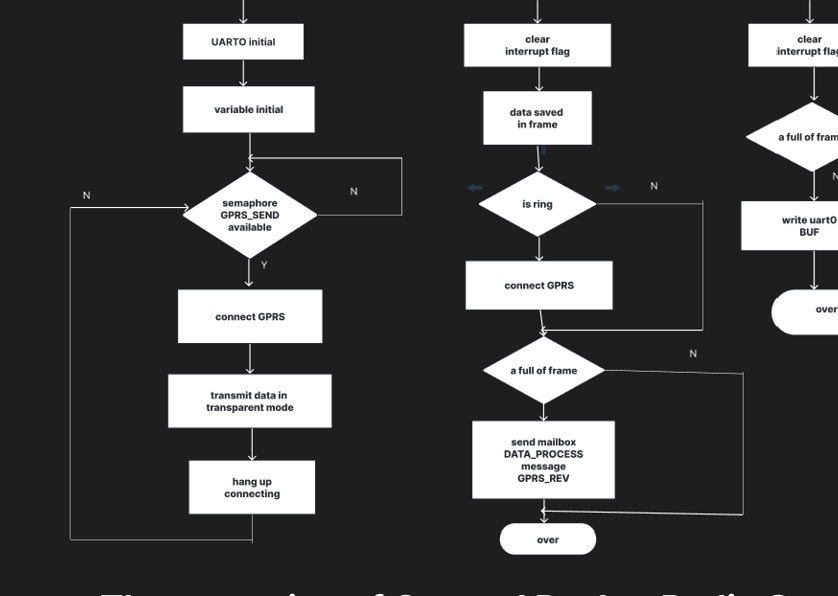 UARTO initial
variable initial
N
N
semaphore
GPRS_SEND
available
Y
connect GPRS
transmit data in
transparent mode
hang up
connecting
clear
interrupt flag
data saved
in frame
N
is ring
connect GPRS
N
a full of frame
send mailbox
DATA_PROCESS
message
GPRS_REV
over
clear
interrupt flag
a full of fram
N
write uart0
BUF
over